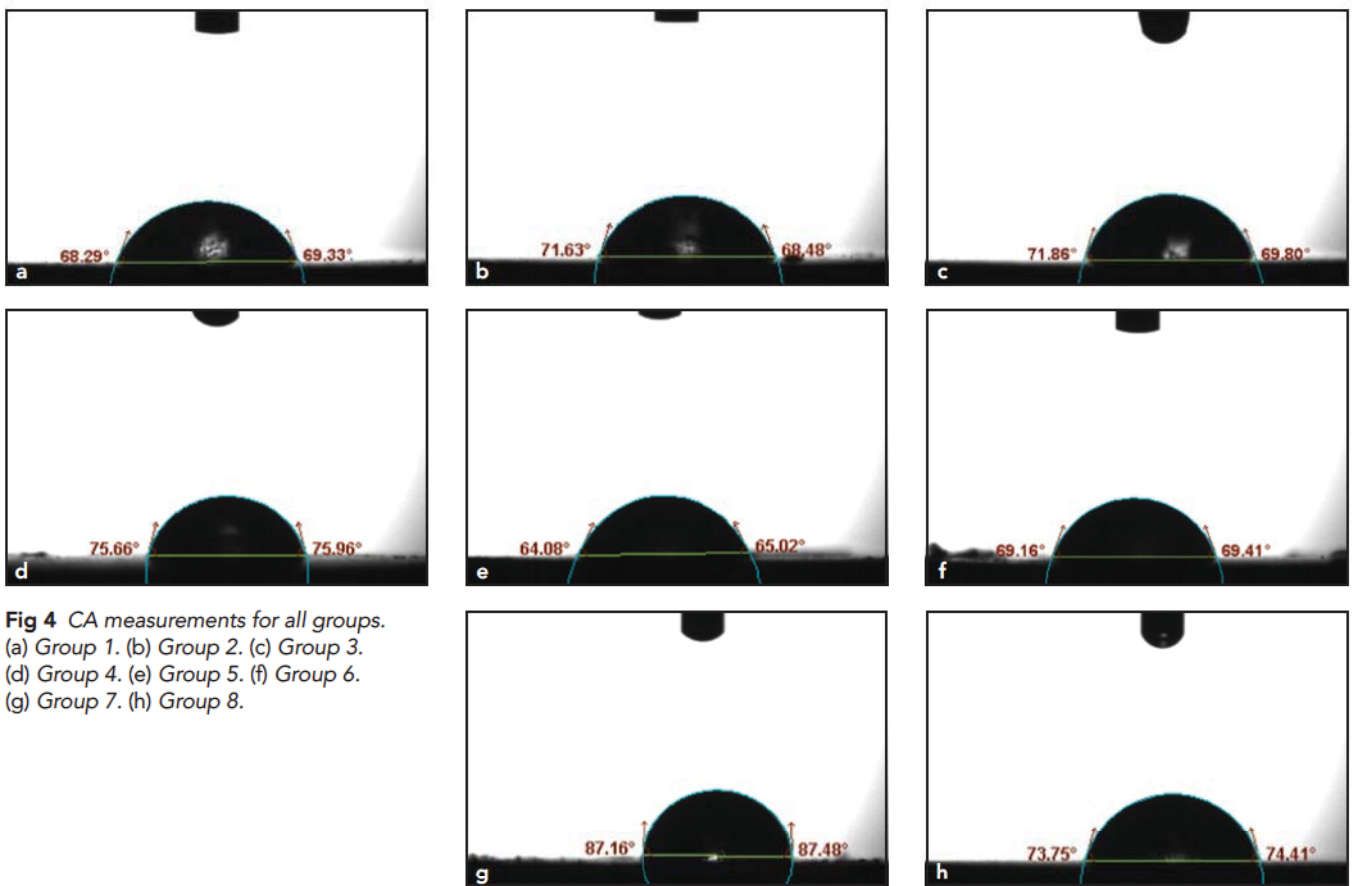 68.29° 69.33°
a
71.63° 68.48°
b
71.86° 69.80°
c
75.66° 75.96°
d
64.08° 65.02°
e
69.16° 69.41°
f
Fig 4 CA measurements for all groups.
(a) Group 1. (b) Group 2. (c) Group 3.
(d) Group 4. (e) Group 5. (f) Group 6.
(g) Group 7. (h) Group 8.
87.16° 87.48°
g
73.75° 74.41°
h